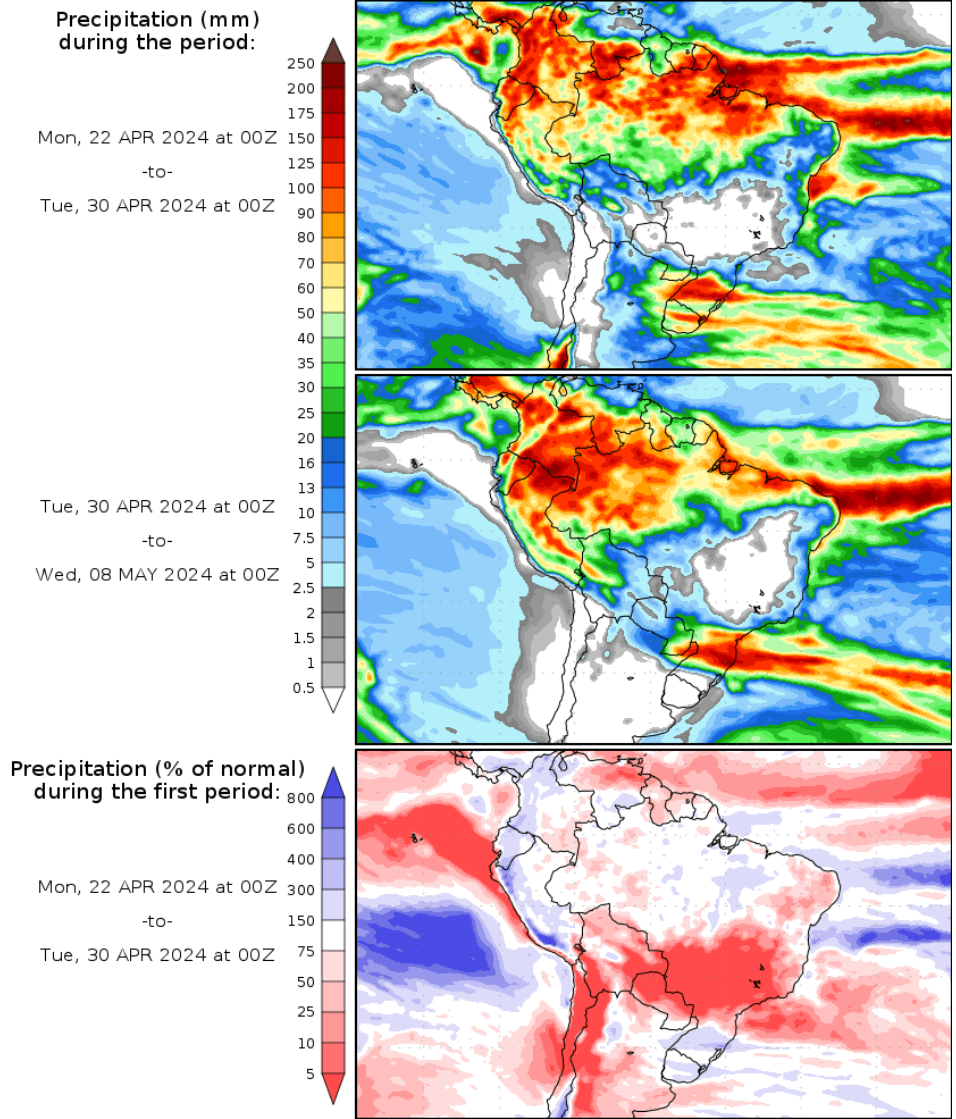 Precipitation (mm)
during the period:
250
200
175
150
125
100
90
80
70
60
50
40
35
30
25
20
16
13
10
7.5
5
2.5
2
1.5
1
0.5
Mon, 22 APR 2024 at 00Z
-to-
Tue, 30 APR 2024 at 00Z
Tue, 30 APR 2024 at 00Z
-to-
Wed, 08 MAY 2024 at 00Z
Precipitation (% of normal)
during the first period:
800
600
400
300
150
75
50
25
10
5
Mon, 22 APR 2024 at 00Z
-to-
Tue, 30 APR 2024 at 00Z